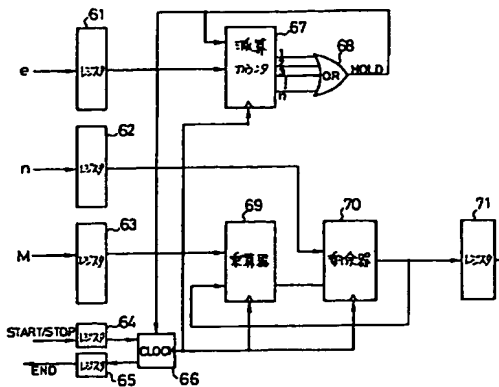 61
67
e
レジスタ
減算
カウンタ
1
n
OR
68
HOLD
62
n
レジスタ
63
69
70
71
M
レジスタ
乗算器
レジスタ
64
START/STOP
レジスタ
CLOCK
END
レジスタ
65
66